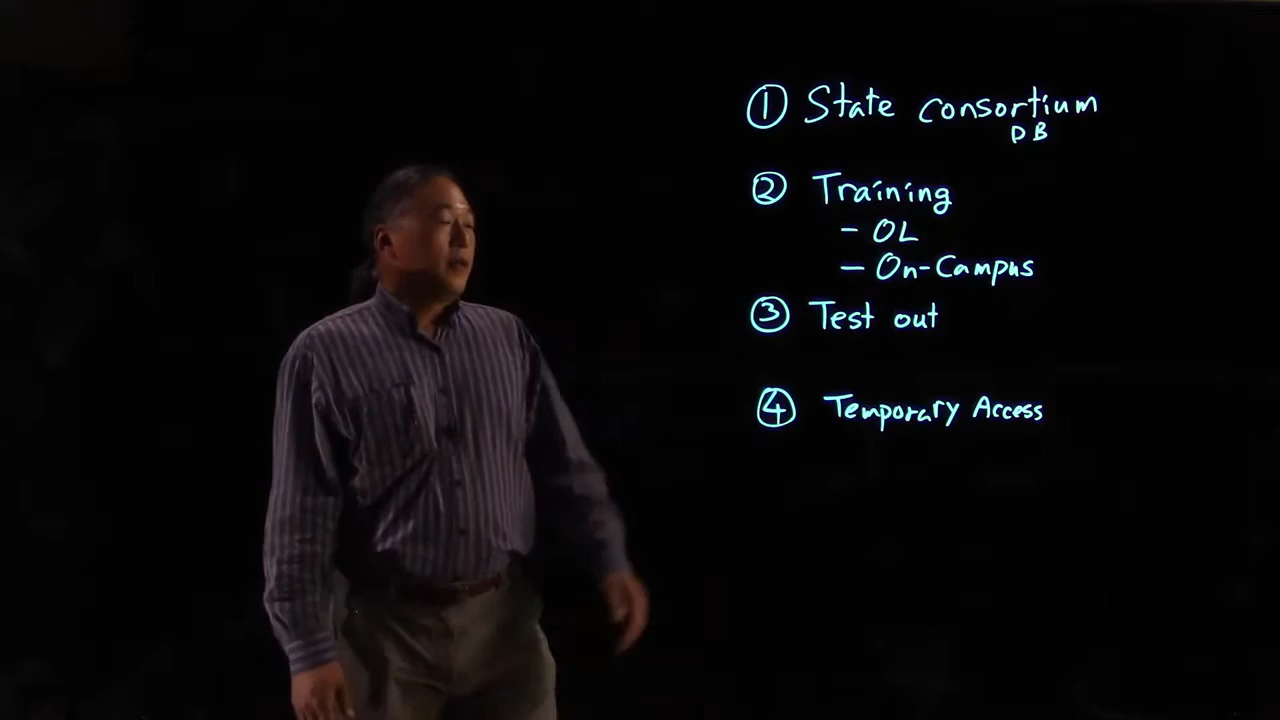 ① State consortium
DB
② Training
- OL
- On-Campus
③ Test out
④ Temporary Access